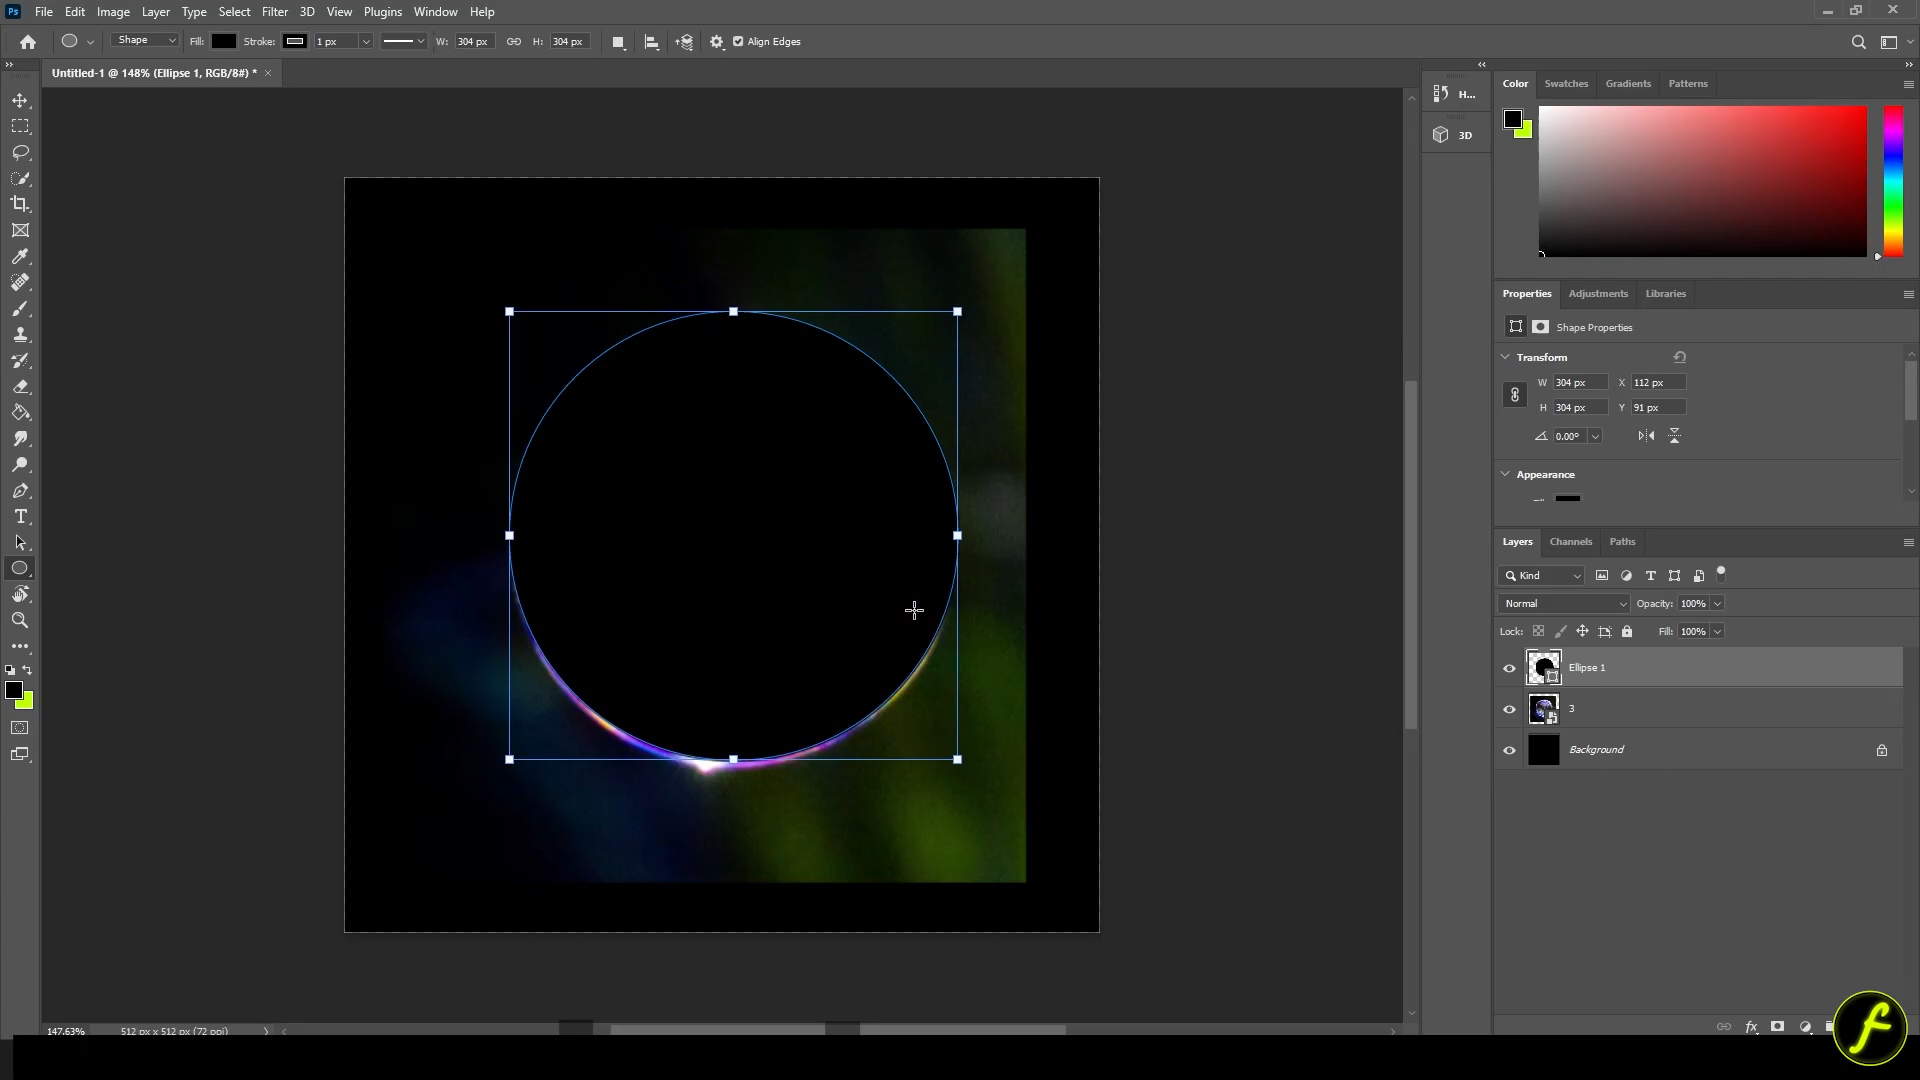 Ps File Edit Image Layer Type Select Filter 3D View Plugins Window Help
Shape Fill: Stroke: 1 px W: 304 px H: 304 px Align Edges
Untitled-1 @ 148% (Ellipse 1, RGB/8#) * ×
H...
3D
Color Swatches Gradients Patterns
Properties Adjustments Libraries
Shape Properties
Transform
W 304 px X 112 px
H 304 px Y 91 px
0.00°
Appearance
Layers Channels Paths
Kind
Normal Opacity: 100%
Lock: Fill: 100%
Ellipse 1
3
Background
T
147.63% 512 px x 512 px (72 ppi)
fx
f